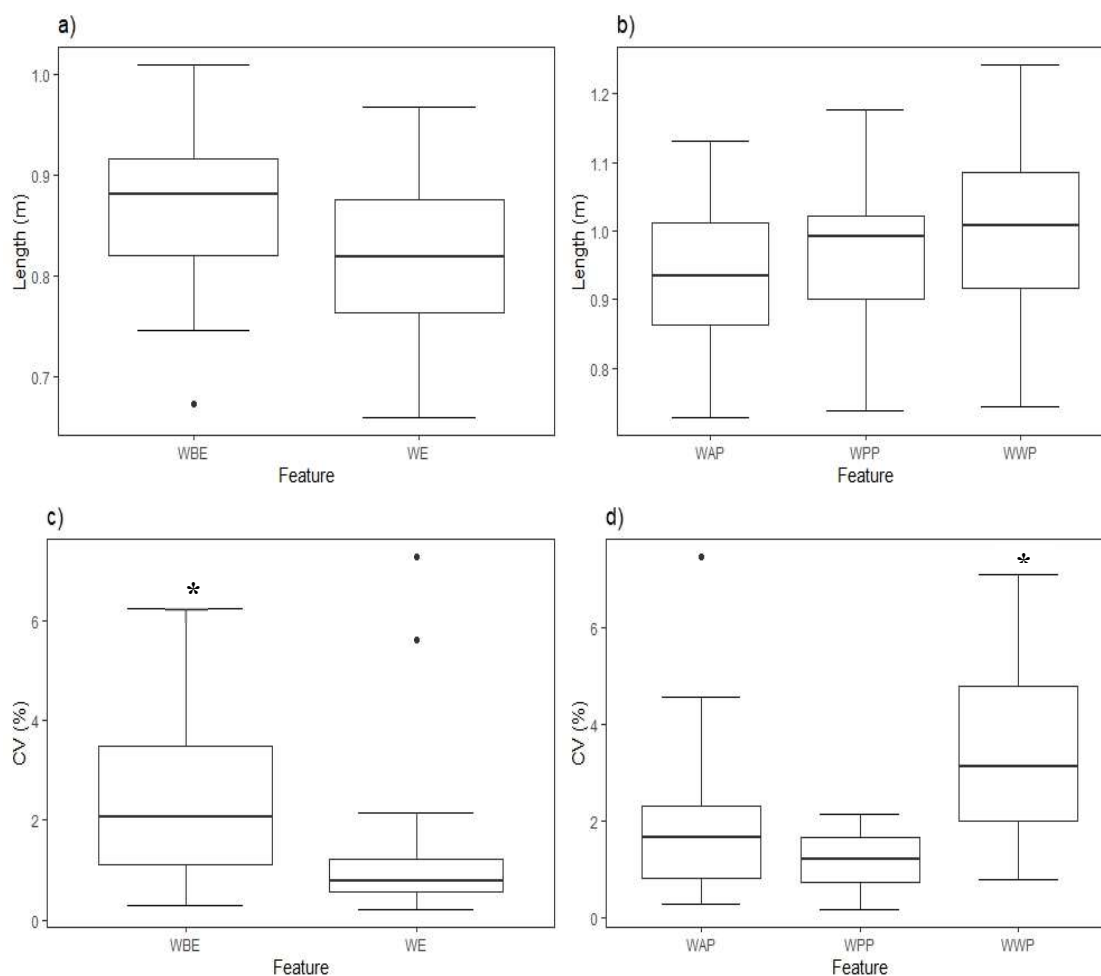 a)
1.0
0.9
0.8
0.7
Length (m)
WBE WE
Feature
b)
1.2
1.1
1.0
0.9
0.8
Length (m)
WAP WPP WWP
Feature
c)
*
6
4
2
0
CV (%)
WBE WE
Feature
d)
*
6
4
2
0
CV (%)
WAP WPP WWP
Feature